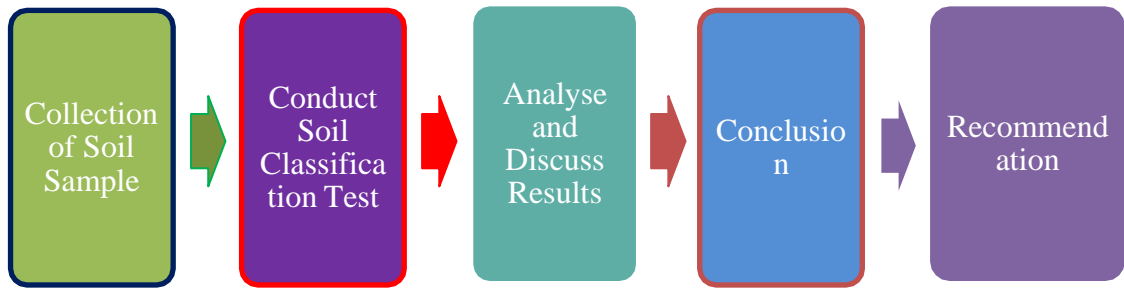 Collection
of Soil
Sample
Conduct
Soil
Classifica
tion Test
Analyse
and
Discuss
Results
Conclusio
n
Recommend
ation